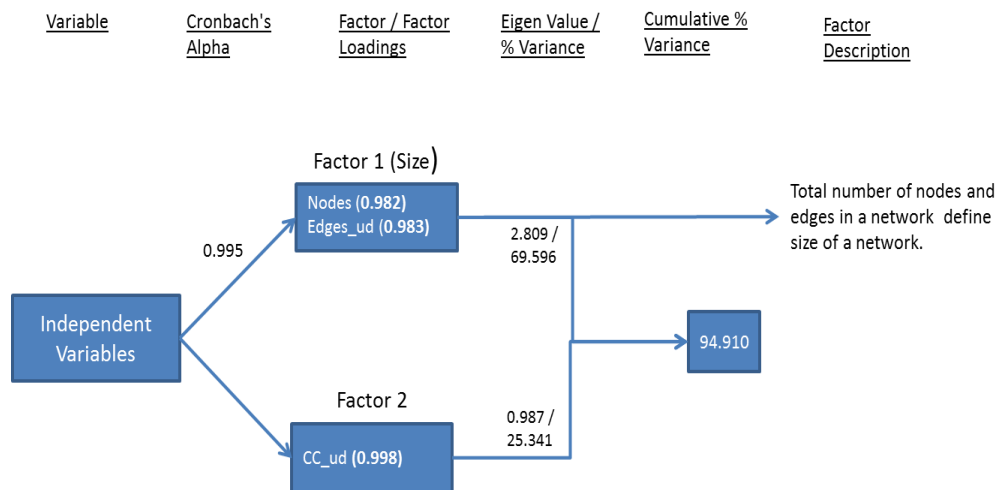 Variable
Cronbach's
Alpha
Factor / Factor
Loadings
Eigen Value /
% Variance
Cumulative %
Variance
Factor
Description
Factor 1 (Size)
Nodes (0.982)
Edges_ud (0.983)
0.995
2.809 /
69.596
Total number of nodes and
edges in a network define
size of a network.
Independent
Variables
94.910
Factor 2
CC_ud (0.998)
0.987 /
25.341